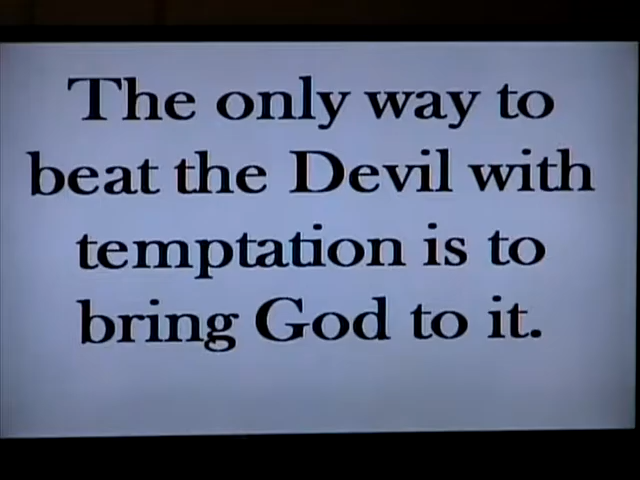 The only way to
beat the Devil with
temptation is to
bring God to it.